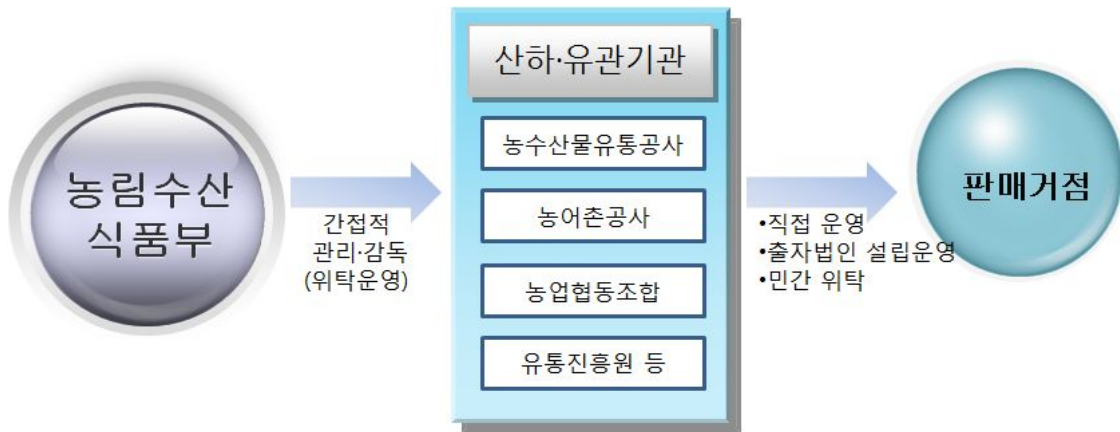 농림수산
식품부
간접적
관리·감독
(위탁운영)
산하·유관기관
농수산물유통공사
농어촌공사
농업협동조합
유통진흥원 등
•직접 운영
•출자법인 설립운영
•민간 위탁
판매거점